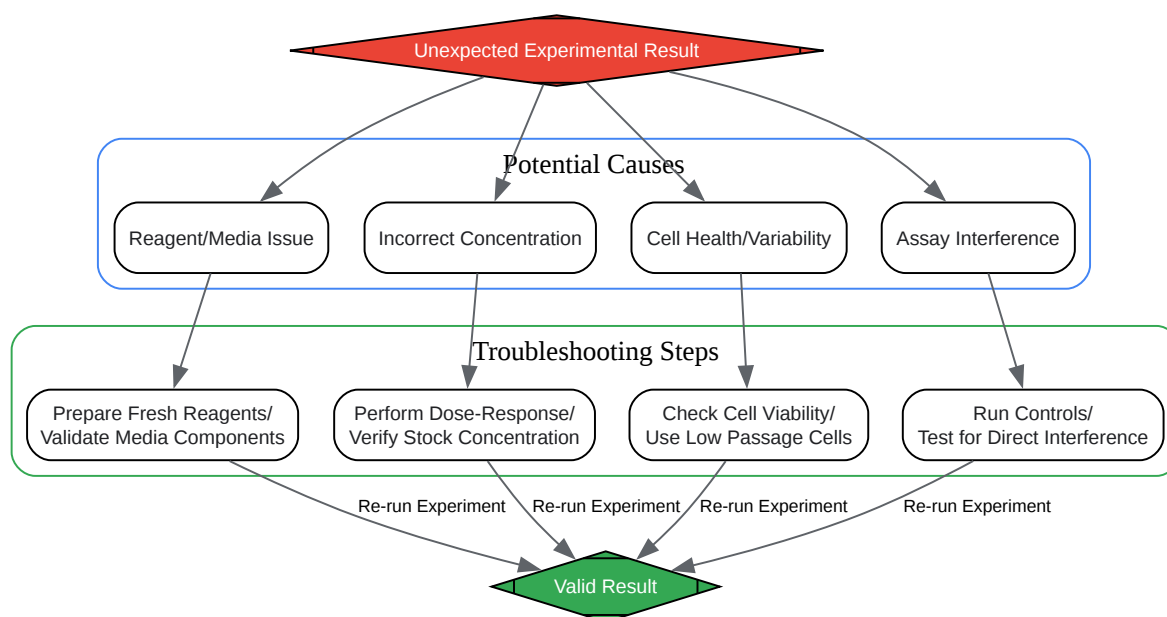 Unexpected Experimental Result
Potential Causes
Reagent/Media Issue
Incorrect Concentration
Cell Health/Variability
Assay Interference
Troubleshooting Steps
Prepare Fresh Reagents/
Validate Media Components
Perform Dose-Response/
Verify Stock Concentration
Check Cell Viability/
Use Low Passage Cells
Run Controls/
Test for Direct Interference
Re-run Experiment
Re-run Experiment
Re-run Experiment
Re-run Experiment
Valid Result